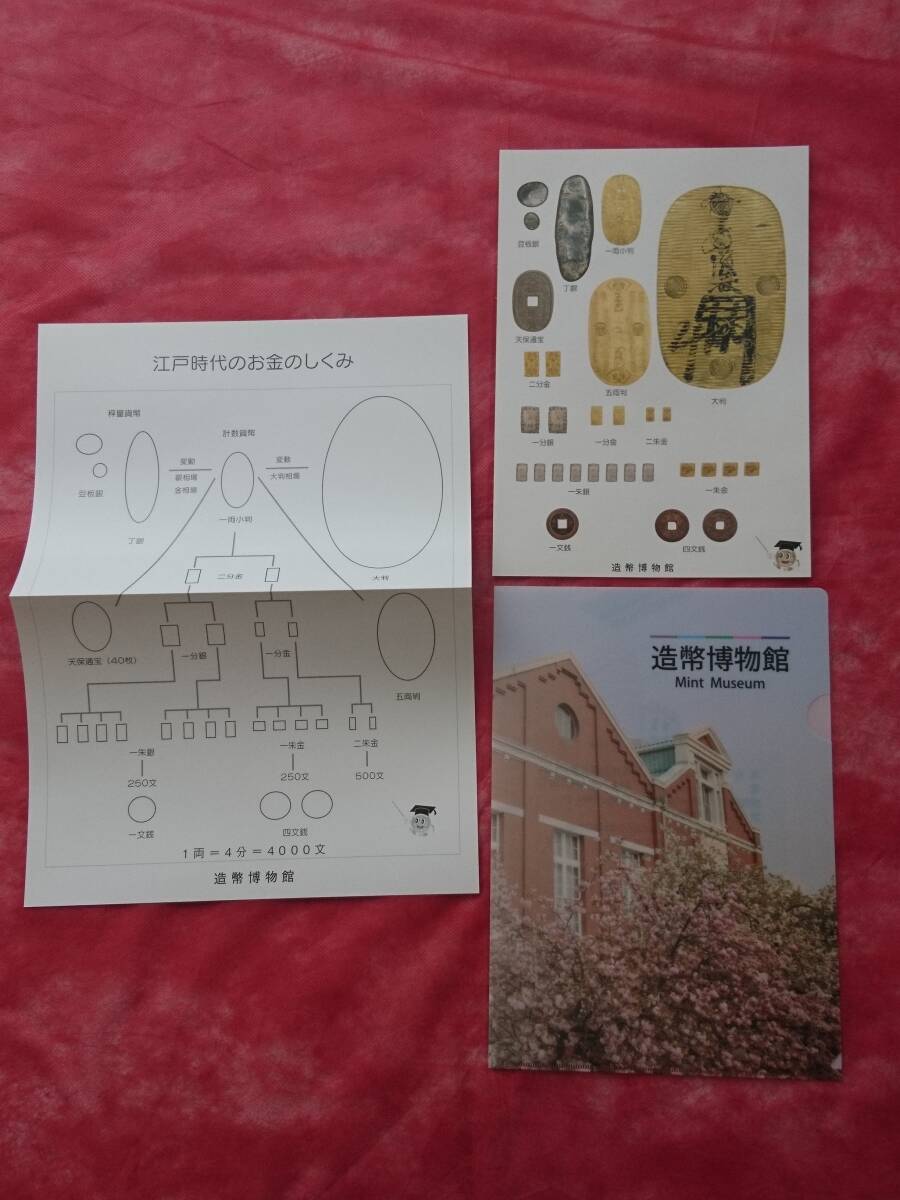 江戸時代のお金のしくみ
秤量貨幣
計数貨幣
豆板銀
丁銀
変動
銀相場
金相場
一両小判
変動
大判相場
大判
二分金
天保通宝（40枚）
一分銀
一分金
五両判
一朱銀
一朱金
二朱金
250文
250文
500文
一文銭
四文銭
1両＝4分＝4000文
造幣博物館
豆板銀
丁銀
一両小判
天保通宝
二分金
五両判
大判
一分銀
一分金
二朱金
一朱銀
一朱金
一文銭
四文銭
造幣博物館
造幣博物館
Mint Museum